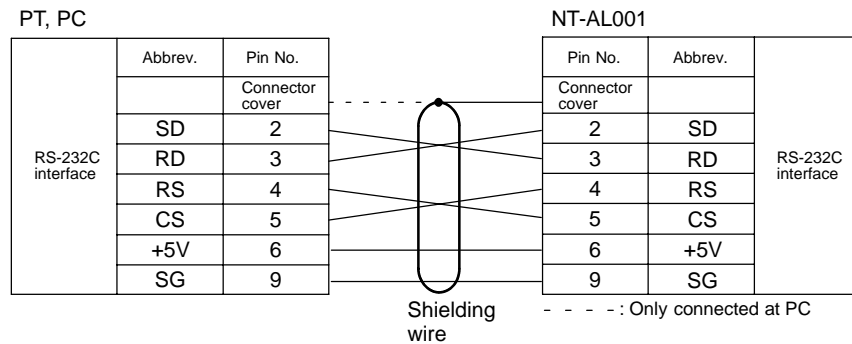 PT, PC
NT-AL001
Abbrev. Pin No.
Pin No. Abbrev.
Connector
cover
Connector
cover
RS-232C
interface
SD 2
RD 3
RS 4
CS 5
+5V 6
SG 9
2 SD
3 RD
4 RS
5 CS
6 +5V
9 SG
RS-232C
interface
Shielding
wire
- - - - -: Only connected at PC